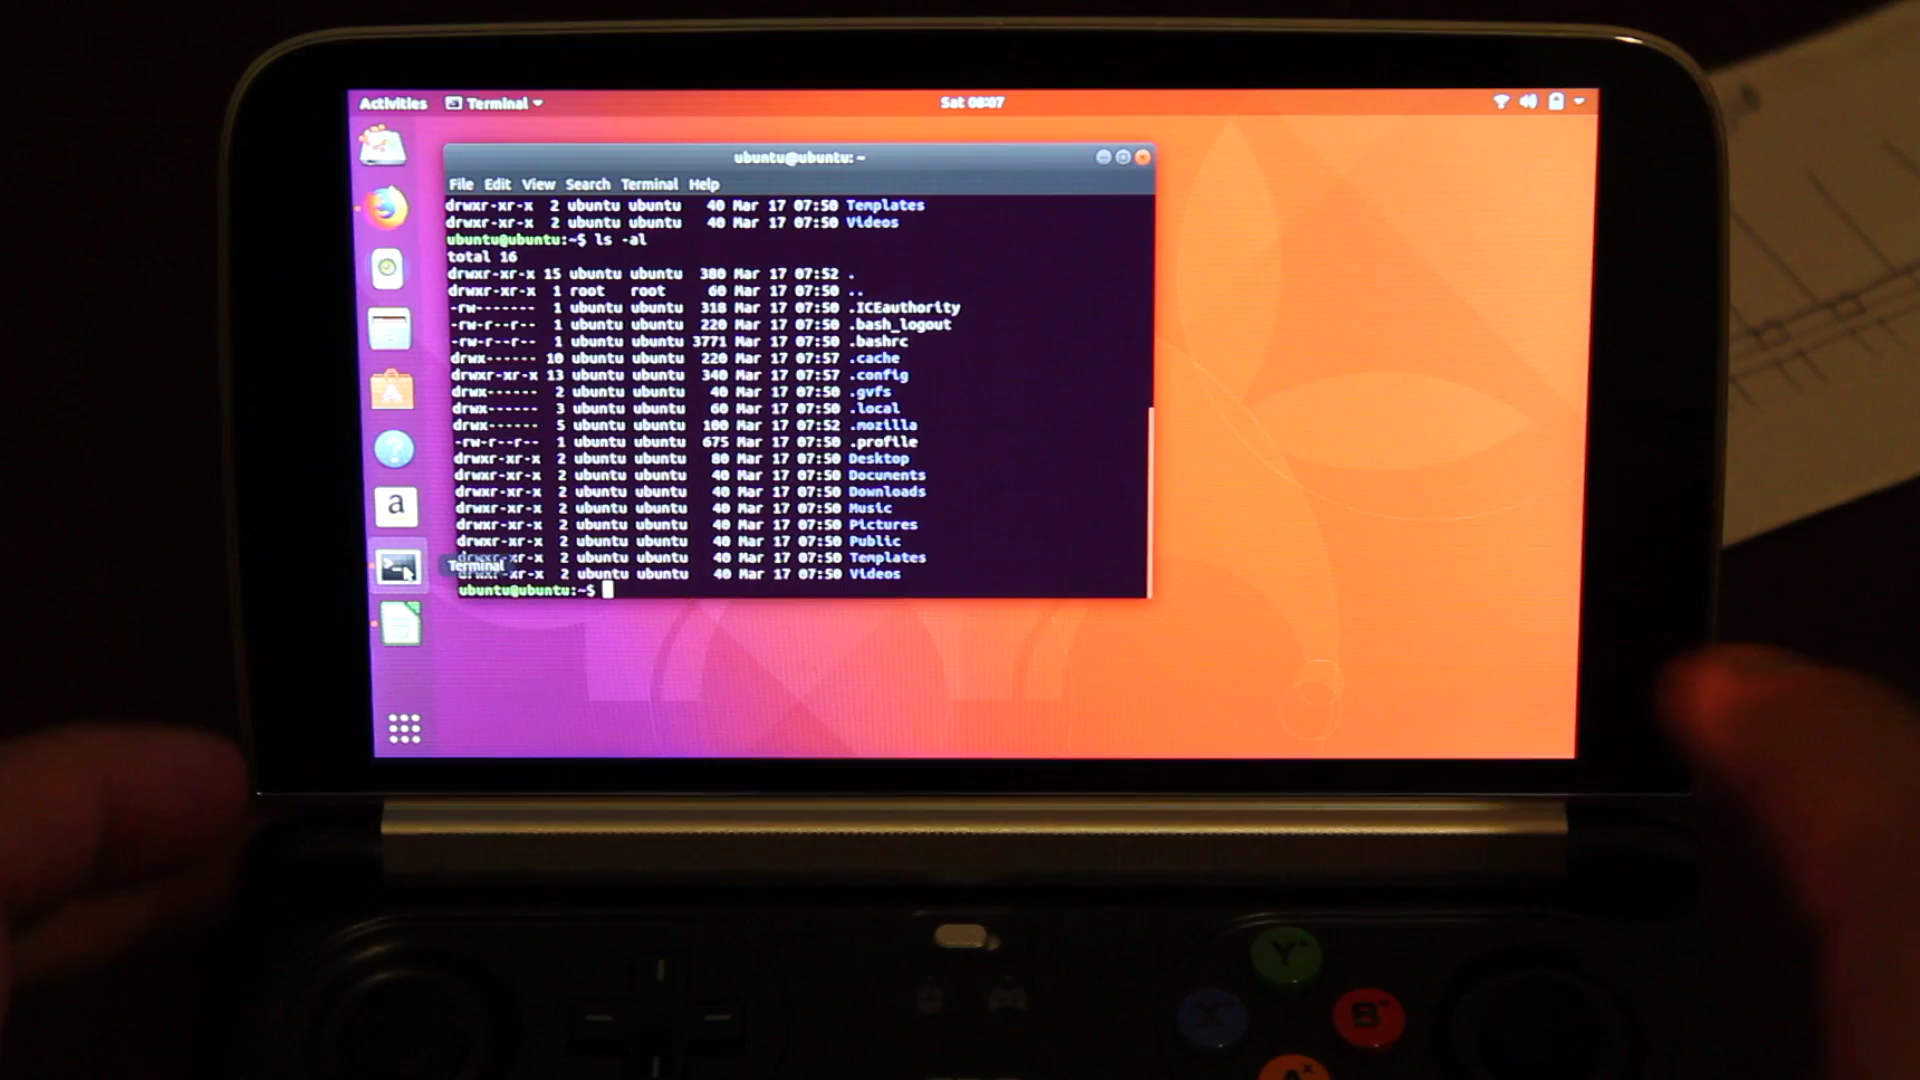 Activities Terminal Sat 08:07
ubuntu@ubuntu: ~
File Edit View Search Terminal Help
drwxr-xr-x 2 ubuntu ubuntu 40 Mar 17 07:50 Templates
drwxr-xr-x 2 ubuntu ubuntu 40 Mar 17 07:50 Videos
ubuntu@ubuntu:~$ ls -al
total 16
drwxr-xr-x 15 ubuntu ubuntu 380 Mar 17 07:52 .
drwxr-xr-x 1 root root 60 Mar 17 07:50 ..
-rw------- 1 ubuntu ubuntu 318 Mar 17 07:50 .ICEauthority
-rw-r--r-- 1 ubuntu ubuntu 220 Mar 17 07:50 .bash_logout
-rw-r--r-- 1 ubuntu ubuntu 3771 Mar 17 07:50 .bashrc
drwx------ 10 ubuntu ubuntu 220 Mar 17 07:57 .cache
drwxr-xr-x 13 ubuntu ubuntu 340 Mar 17 07:57 .config
drwx------ 2 ubuntu ubuntu 40 Mar 17 07:50 .gvfs
drwx------ 3 ubuntu ubuntu 60 Mar 17 07:50 .local
drwx------ 5 ubuntu ubuntu 100 Mar 17 07:52 .mozilla
-rw-r--r-- 1 ubuntu ubuntu 675 Mar 17 07:50 .profile
drwxr-xr-x 2 ubuntu ubuntu 80 Mar 17 07:50 Desktop
drwxr-xr-x 2 ubuntu ubuntu 40 Mar 17 07:50 Documents
drwxr-xr-x 2 ubuntu ubuntu 40 Mar 17 07:50 Downloads
drwxr-xr-x 2 ubuntu ubuntu 40 Mar 17 07:50 Music
drwxr-xr-x 2 ubuntu ubuntu 40 Mar 17 07:50 Pictures
drwxr-xr-x 2 ubuntu ubuntu 40 Mar 17 07:50 Public
drwxr-xr-x 2 ubuntu ubuntu 40 Mar 17 07:50 Templates
Terminal
drwxr-xr-x 2 ubuntu ubuntu 40 Mar 17 07:50 Videos
ubuntu@ubuntu:~$
a
Y
X
B
A